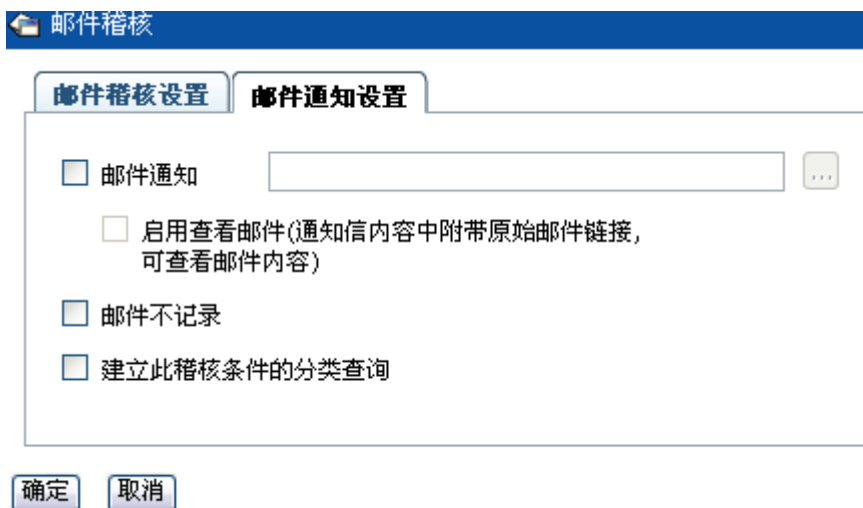 邮件稽核
邮件稽核设置 邮件通知设置
邮件通知 ...
启用查看邮件(通知信内容中附带原始邮件链接,
可查看邮件内容)
邮件不记录
建立此稽核条件的分类查询
确定 取消